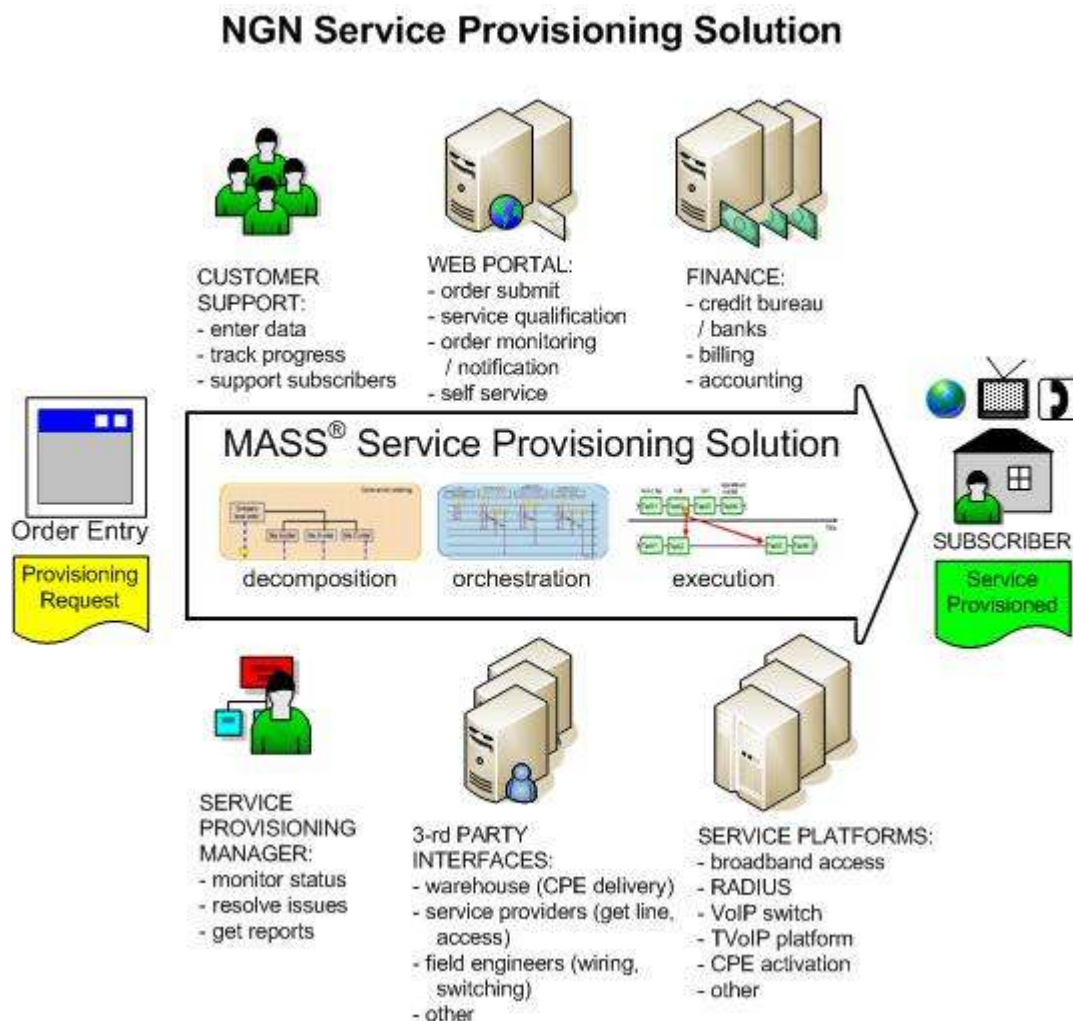 NGN Service Provisioning Solution
CUSTOMER
SUPPORT:
- enter data
- track progress
- support subscribers
WEB PORTAL:
- order submit
- service qualification
- order monitoring
/ notification
- self service
FINANCE:
- credit bureau
/ banks
- billing
- accounting
Order Entry
Provisioning
Request
MASS® Service Provisioning Solution
decomposition
orchestration
execution
SUBSCRIBER
Service
Provisioned
SERVICE
PROVISIONING
MANAGER:
- monitor status
- resolve issues
- get reports
3-rd PARTY
INTERFACES:
- warehouse (CPE delivery)
- service providers (get line,
access)
- field engineers (wiring,
switching)
- other
SERVICE PLATFORMS:
- broadband access
- RADIUS
- VoIP switch
- TVoIP platform
- CPE activation
- other